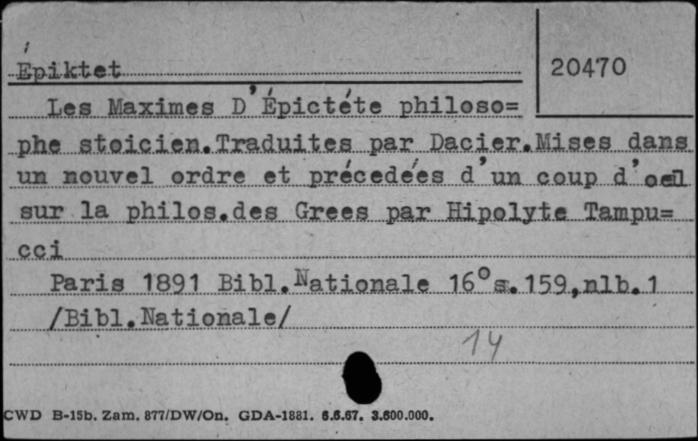 Épiktet
20470
Les Maximes D'Épictéte philoso=
phe stoicien.Traduites par Dacier.Mises dans
un nouvel ordre et précedées d'un coup d'oeil
sur la philos.des Grees par Hipolyte Tampu=
cci
Paris 1891 Bibl.Nationale 16° s.159,nlb.1
/Bibl.Nationale/
14
CWD B-15b. Zam. 877/DW/On. GDA-1881. 6.6.67. 3.600.000.